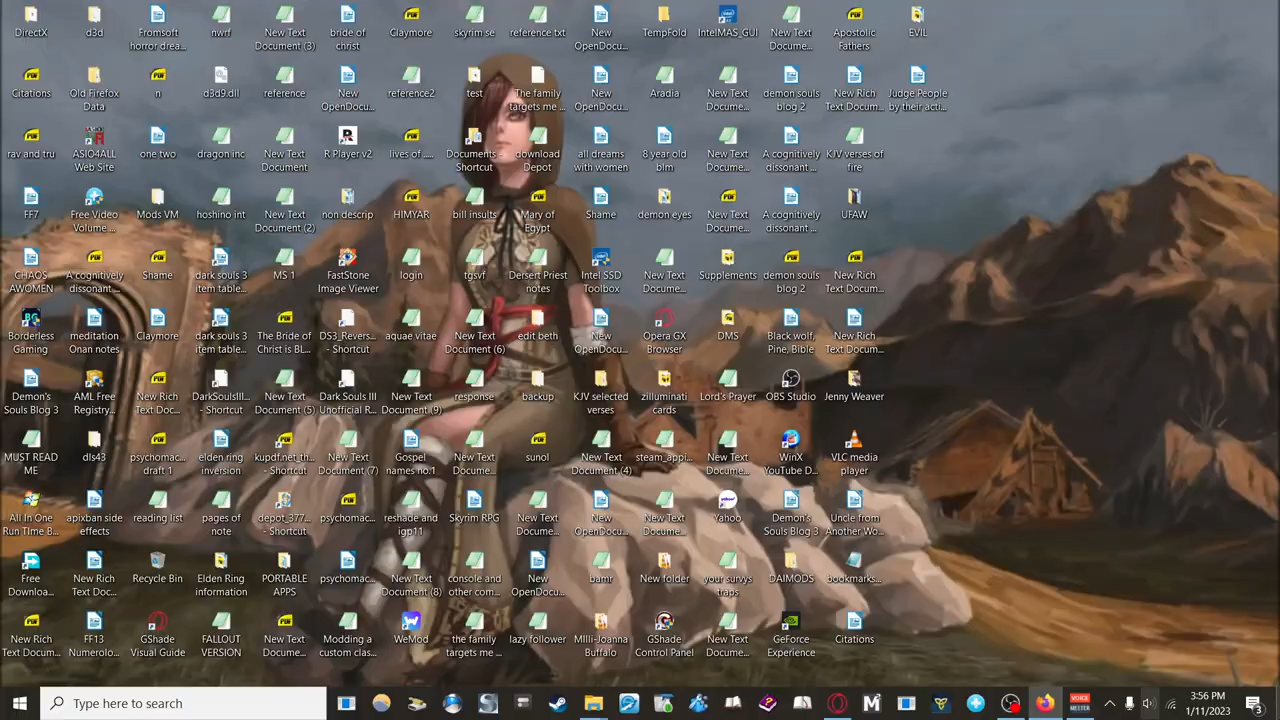 DirectX
d3d
Fromsoft
horror drea...
nwrf
New Text
Document (3)
bride of
christ
Claymore
skyrim se
reference txt
New
OpenDocu...
TempFold
IntelMAS_GUI
New Text
Docume...
Apostolic
Fathers
EVIL
Citations
Old Firefox
Data
n
d3d9.dll
reference
New
OpenDocu...
reference2
test
The family
targets me ...
New
OpenDocu...
Aradia
New Text
Docume...
demon souls
blog 2
New Rich
Text Docum...
Judge People
by their acti...
rav and tru
ASIO4ALL
Web Site
one two
dragon inc
New Text
Document
R Player v2
lives of .....
Documents -
Shortcut
download
Depot
all dreams
with women
8 year old
blm
New Text
Docume...
A cognitively
dissonant ...
KJV verses of
fire
FF7
Free Video
Volume ...
Mods VM
hoshino int
New Text
Document (2)
non descrip
HIMYAR
bill insults
Mary of
Egypt
Shame
demon eyes
New Text
Docume...
A cognitively
dissonant ...
UFAW
CHAOS
AWOMEN
A cognitively
dissonant ...
Shame
dark souls 3
item table...
MS 1
FastStone
Image Viewer
login
tgsvf
Dersert Priest
notes
Intel SSD
Toolbox
New Text
Docume...
Supplements
demon souls
blog 2
New Rich
Text Docum...
Borderless
Gaming
meditation
Onan notes
Claymore
dark souls 3
item table...
The Bride of
Christ is BL...
DS3_Revers...
- Shortcut
aquae vitae
New Text
Document (6)
edit beth
New
OpenDocu...
Opera GX
Browser
DMS
Black wolf,
Pine, Bible
New Rich
Text Docum...
Demon's
Souls Blog 3
AML Free
Registry...
New Rich
Text Doc...
DarkSoulsIII...
- Shortcut
New Text
Document (5)
Dark Souls III
Unofficial R...
New Text
Document (9)
response
backup
KJV selected
verses
zilluminati
cards
Lord's Prayer
OBS Studio
Jenny Weaver
MUST READ
ME
dls43
psychomac...
draft 1
elden ring
inversion
kupdf.net_th...
- Shortcut
New Text
Document (7)
Gospel
names no.1
New Text
Docume...
sunol
New Text
Document (4)
steam_appi...
New Text
Docume...
WinX
YouTube D...
VLC media
player
All In One
Run TIme B...
apixban side
effects
reading list
pages of
note
depot_377...
- Shortcut
psychomac...
reshade and
igp11
Skyrim RPG
New Text
Docume...
New
OpenDocu...
New Text
Docume...
Yahoo
Demon's
Souls Blog 3
Uncle from
Another Wo...
Free
Downloa...
New Rich
Text Doc...
Recycle Bin
Elden Ring
information
PORTABLE
APPS
psychomac...
New Text
Document (8)
console and
other com...
New
OpenDocu...
bamr
New folder
your survys
traps
DAIMODS
bookmarks...
New Rich
Text Docum...
FF13
Numerolo...
GShade
Visual Guide
FALLOUT
VERSION
New Text
Docume...
Modding a
custom clas...
WeMod
the family
targets me ...
lazy follower
MIlli-Joanna
Buffalo
GShade
Control Panel
New Text
Docume...
GeForce
Experience
Citations
Type here to search
VOICE
MEETER
3:56 PM
1/11/2023
3